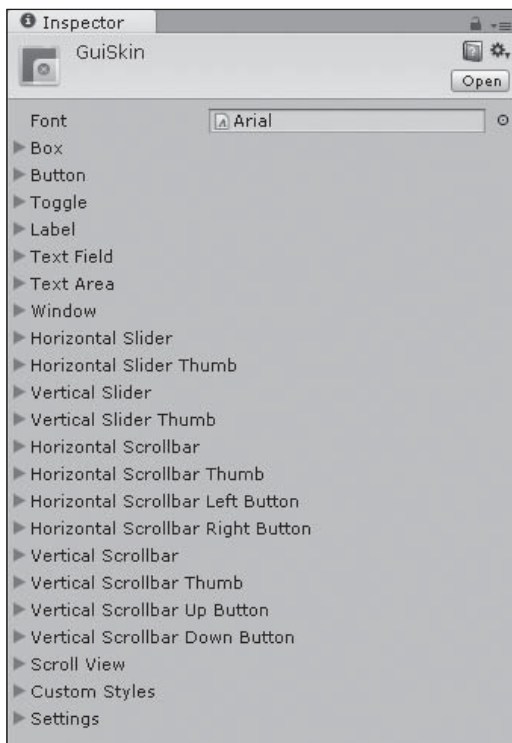 Inspector
GuiSkin
Open
Font Arial
Box
Button
Toggle
Label
Text Field
Text Area
Window
Horizontal Slider
Horizontal Slider Thumb
Vertical Slider
Vertical Slider Thumb
Horizontal Scrollbar
Horizontal Scrollbar Thumb
Horizontal Scrollbar Left Button
Horizontal Scrollbar Right Button
Vertical Scrollbar
Vertical Scrollbar Thumb
Vertical Scrollbar Up Button
Vertical Scrollbar Down Button
Scroll View
Custom Styles
Settings